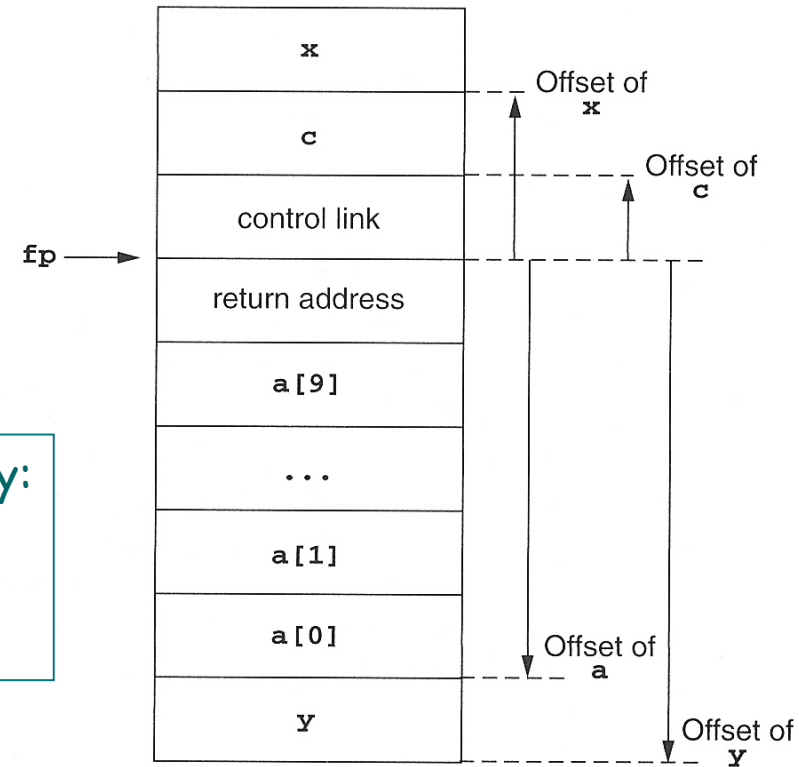 x
Offset of
x
c
Offset of
c
control link
fp
return address
a[9]
y:
...
a[1]
a[0]
Offset of
a
y
Offset of
y